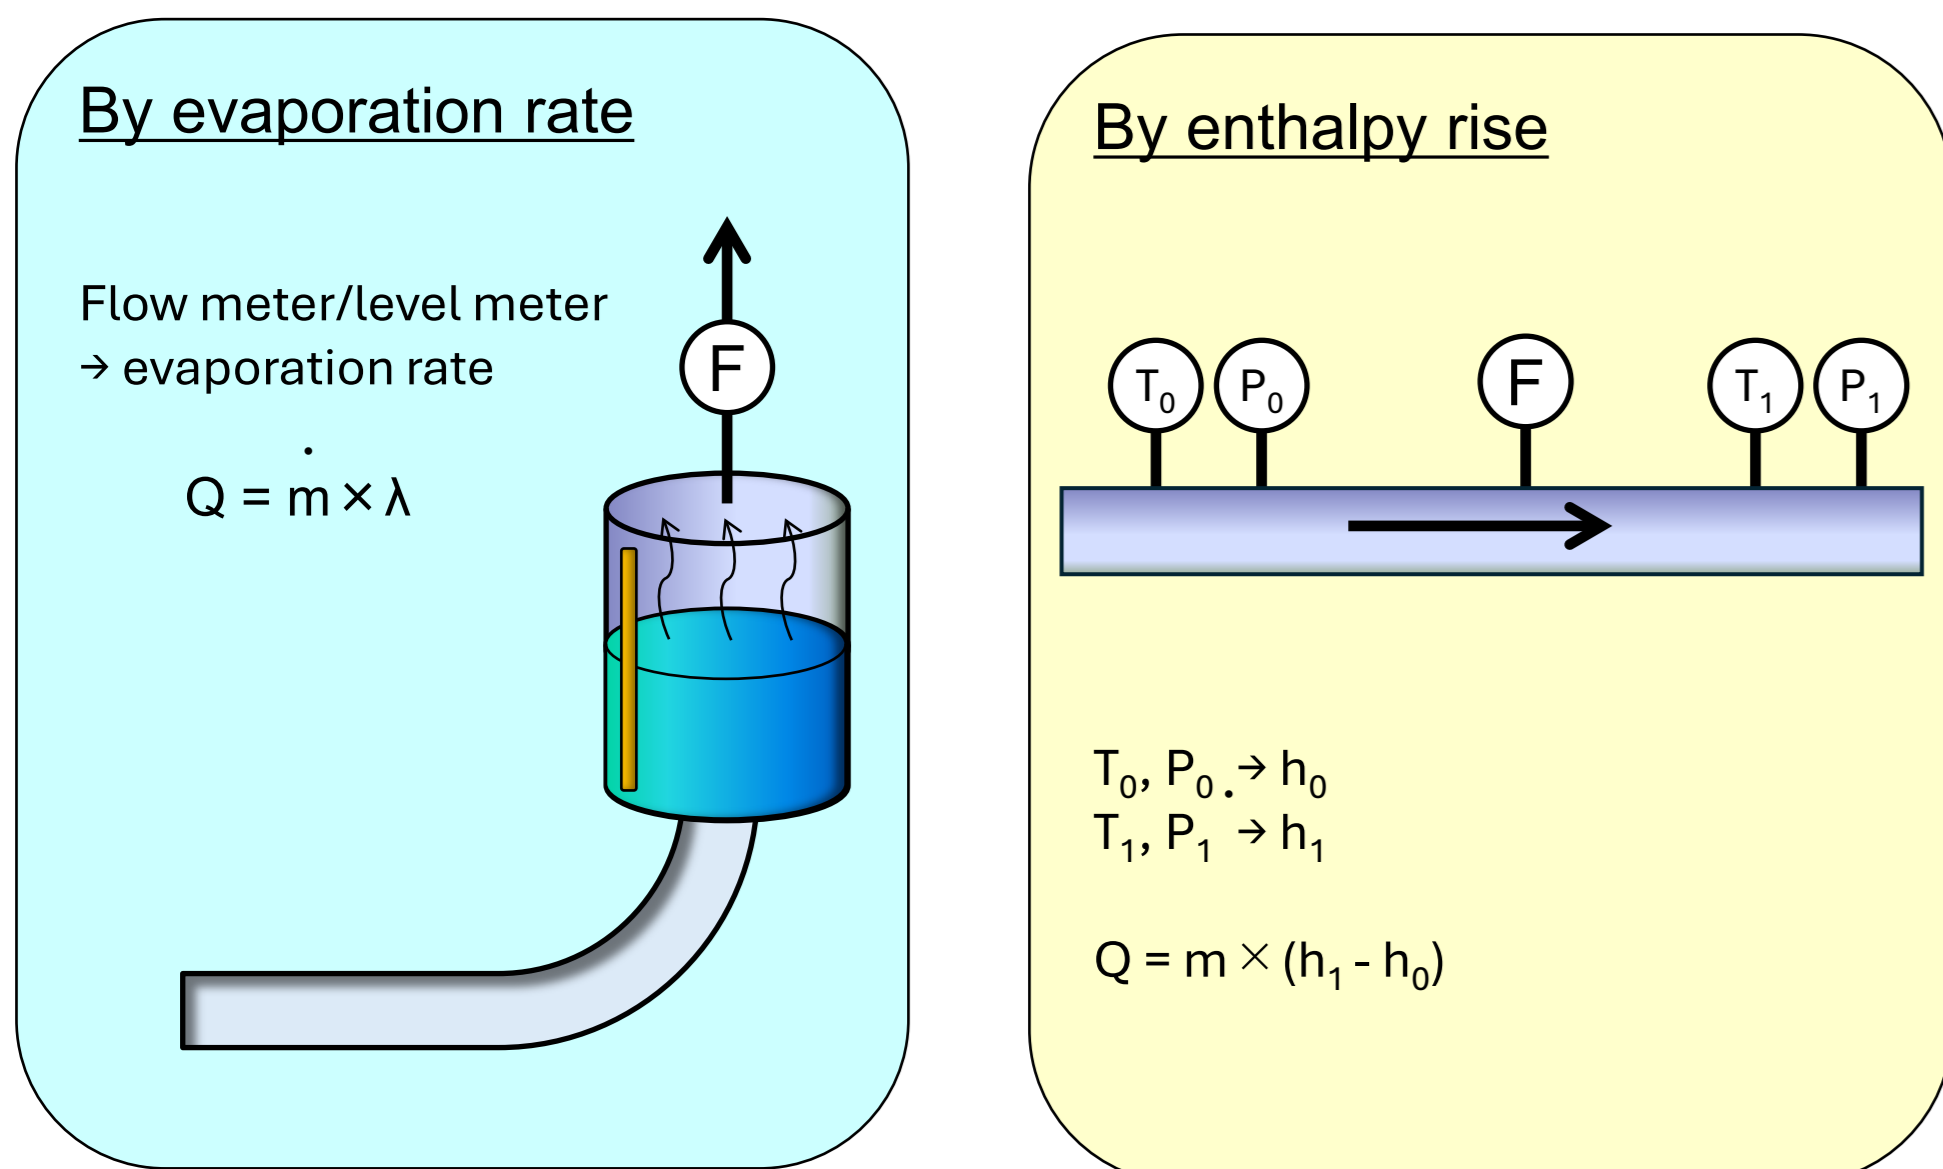 By evaporation rate
Flow meter/level meter
→ evaporation rate
Q = ṁ × λ
F
By enthalpy rise
T₀ P₀ F T₁ P₁
T₀, P₀ → h₀
T₁, P₁ → h₁
Q = ṁ × (h₁ - h₀)